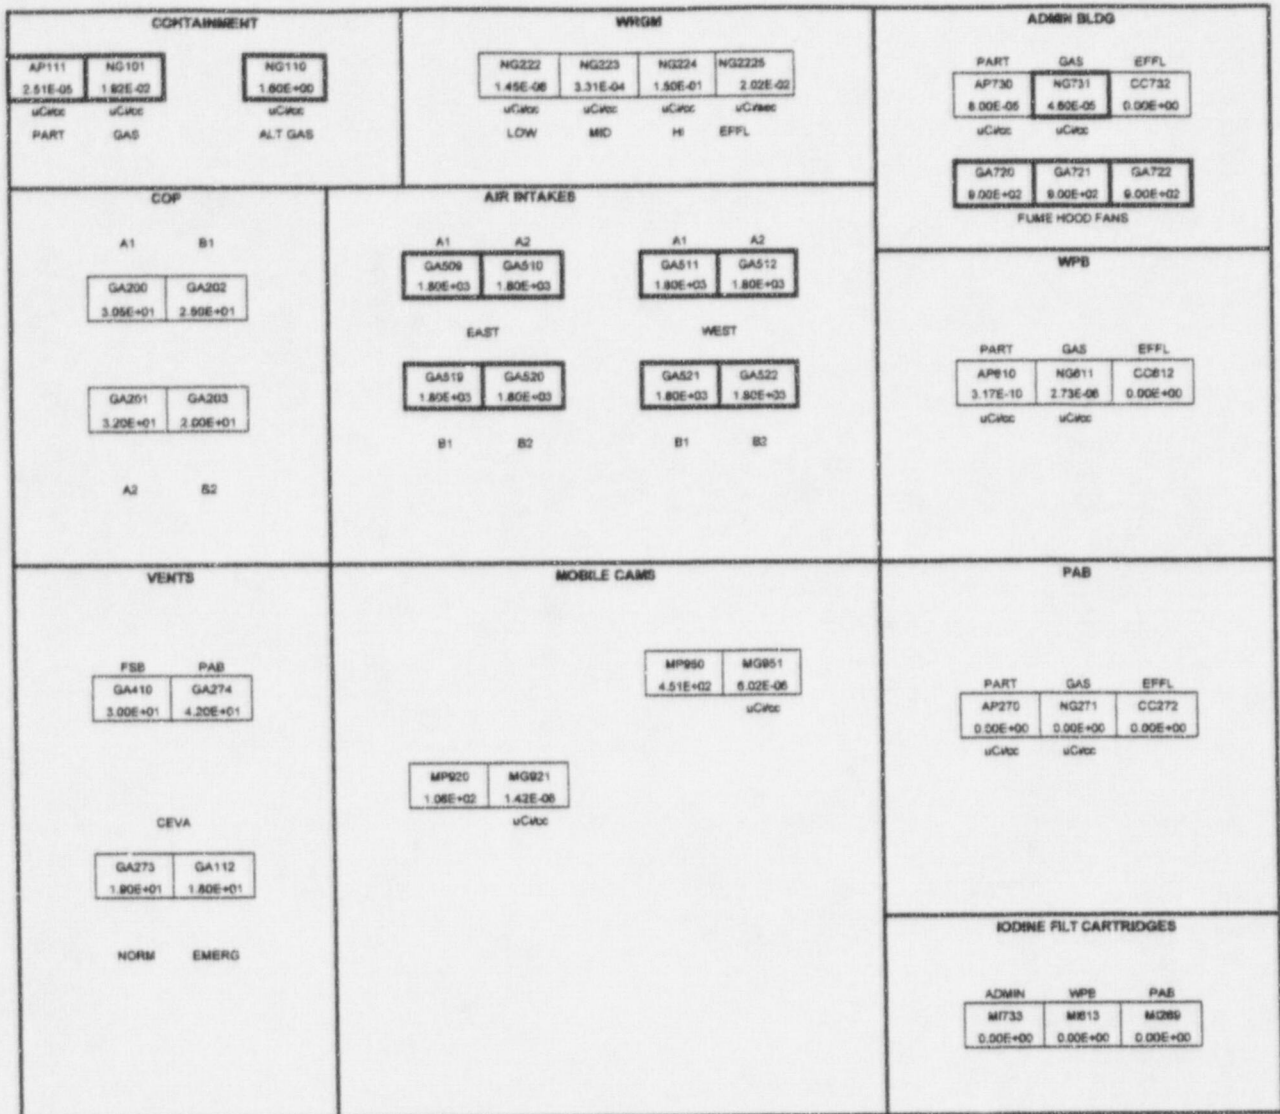 CONTAINMENT
AP111 NG101 NG110
2.51E-05 1.92E-02 1.60E+00
uCi/cc uCi/cc uCi/cc
PART GAS ALT GAS
WRGM
NG222 NG223 NG224 NG2225
1.45E-06 3.31E-04 1.50E-01 2.02E-02
uCi/cc uCi/cc uCi/cc uCi/sec
LOW MID HI EFFL
ADMIN BLDG
PART GAS EFFL
AP730 NG731 CC732
8.00E-05 4.60E-05 0.00E+00
uCi/cc uCi/cc
GA720 GA721 GA722
9.00E+02 9.00E+02 9.00E+02
FUME HOOD FANS
COP
A1 B1
GA200 GA202
3.05E+01 2.50E+01
GA201 GA203
3.20E+01 2.00E+01
A2 B2
AIR INTAKES
A1 A2 A1 A2
GA509 GA510 GA511 GA512
1.80E+03 1.80E+03 1.80E+03 1.80E+03
EAST WEST
GA519 GA520 GA521 GA522
1.80E+03 1.80E+03 1.80E+03 1.80E+03
B1 B2 B1 B2
WPB
PART GAS EFFL
AP610 NG611 CC612
3.17E-10 2.73E-06 0.00E+00
uCi/cc uCi/cc
VENTS
FSB PAB
GA410 GA274
3.00E+01 4.20E+01
CEVA
GA273 GA112
1.90E+01 1.80E+01
NORM EMERG
MOBILE CAMS
MP950 MG951
4.51E+02 6.02E-06
uCi/cc
MP920 MG921
1.06E+02 1.42E-06
uCi/cc
PAB
PART GAS EFFL
AP270 NG271 CC272
0.00E+00 0.00E+00 0.00E+00
uCi/cc uCi/cc
IODINE FILT CARTRIDGES
ADMIN WPB PAB
MI733 MI613 MI269
0.00E+00 0.00E+00 0.00E+00